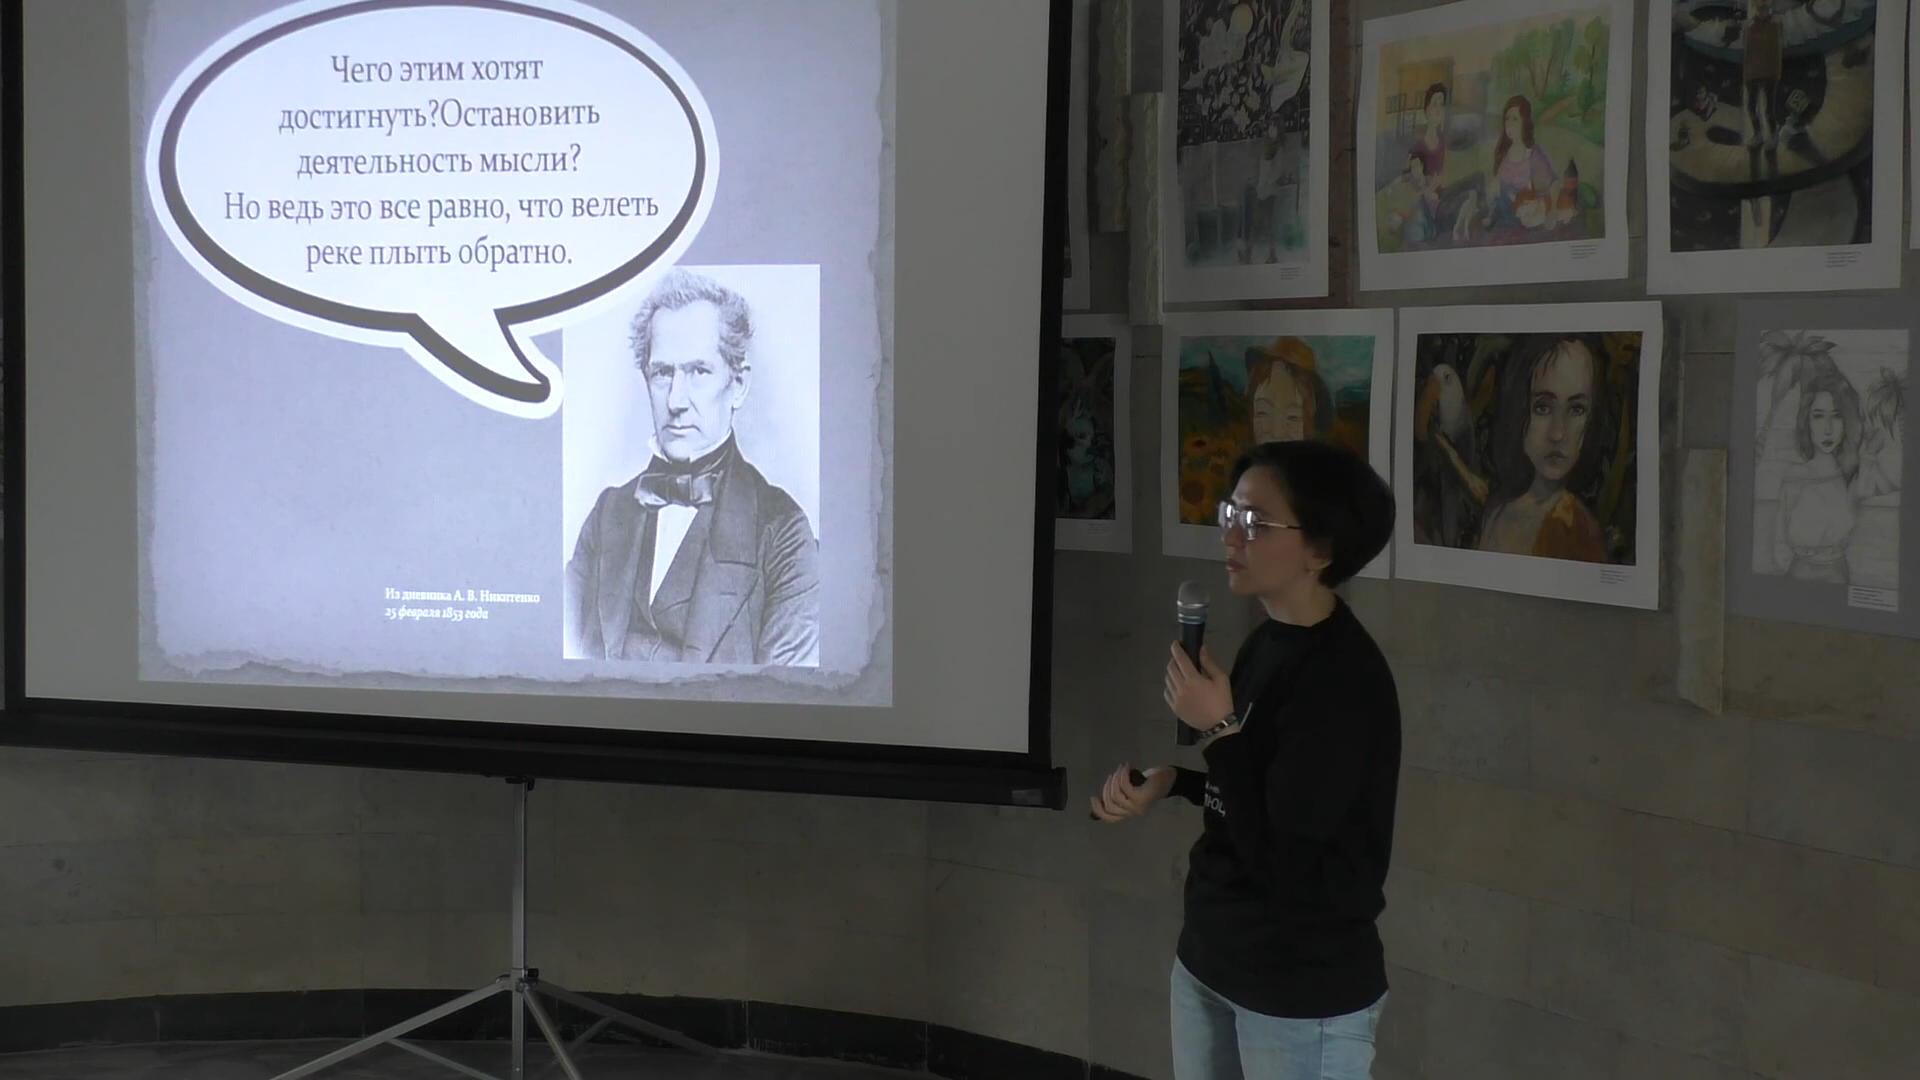 Чего этим хотят
достигнуть?Остановить
деятельность мысли?
Но ведь это все равно, что велеть
реке плыть обратно.
Из дневника А. В. Никитенко
25 февраля 1853 года